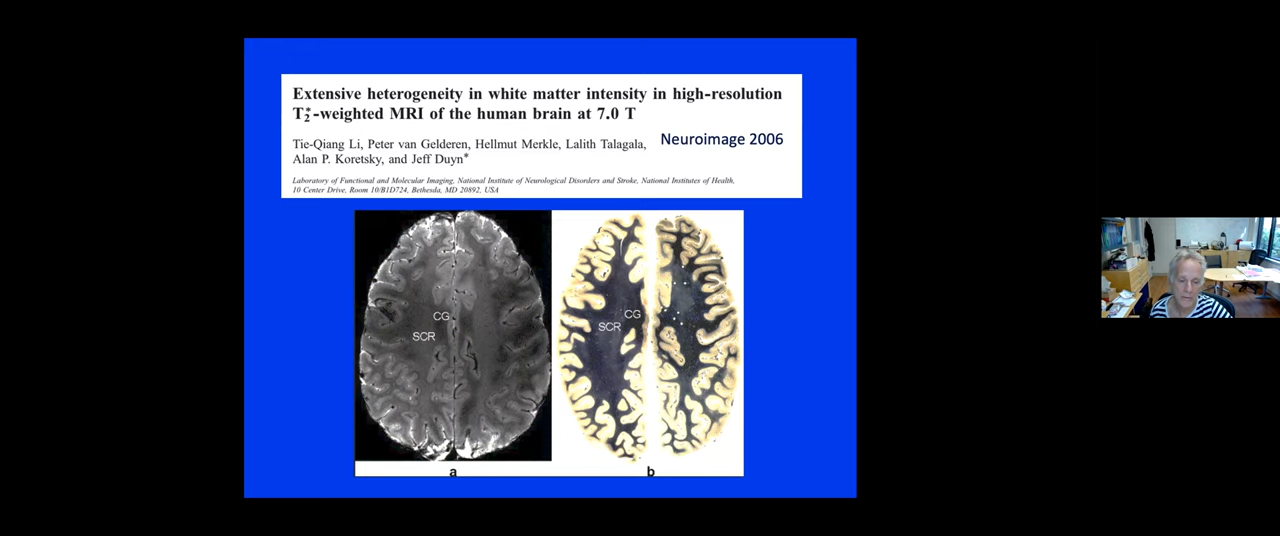 Extensive heterogeneity in white matter intensity in high-resolution
T₂*-weighted MRI of the human brain at 7.0 T
Tie-Qiang Li, Peter van Gelderen, Hellmut Merkle, Lalith Talagala,
Alan P. Koretsky, and Jeff Duyn*
Neuroimage 2006
Laboratory of Functional and Molecular Imaging, National Institute of Neurological Disorders and Stroke, National Institutes of Health,
10 Center Drive, Room 10/B1D724, Bethesda, MD 20892, USA
CG
SCR
CG
SCR
a
b